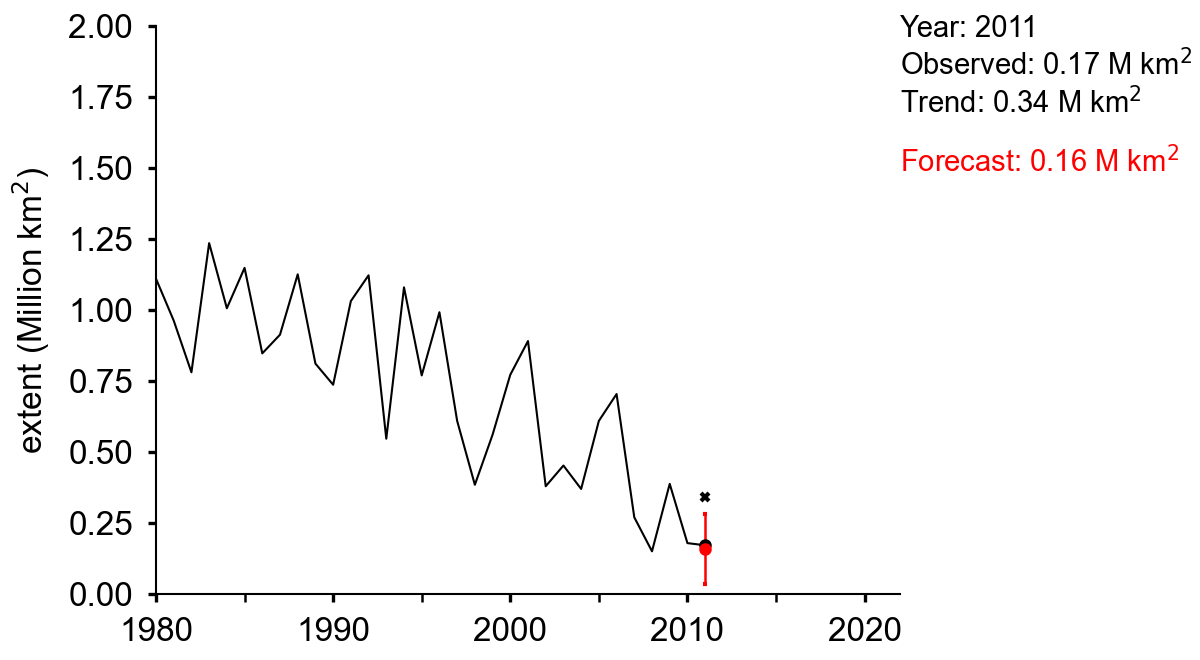 2.00
1.75
1.50
1.25
1.00
0.75
0.50
0.25
0.00
extent (Million km²)
1980
1990
2000
2010
2020
Year: 2011
Observed: 0.17 M km²
Trend: 0.34 M km²
Forecast: 0.16 M km²